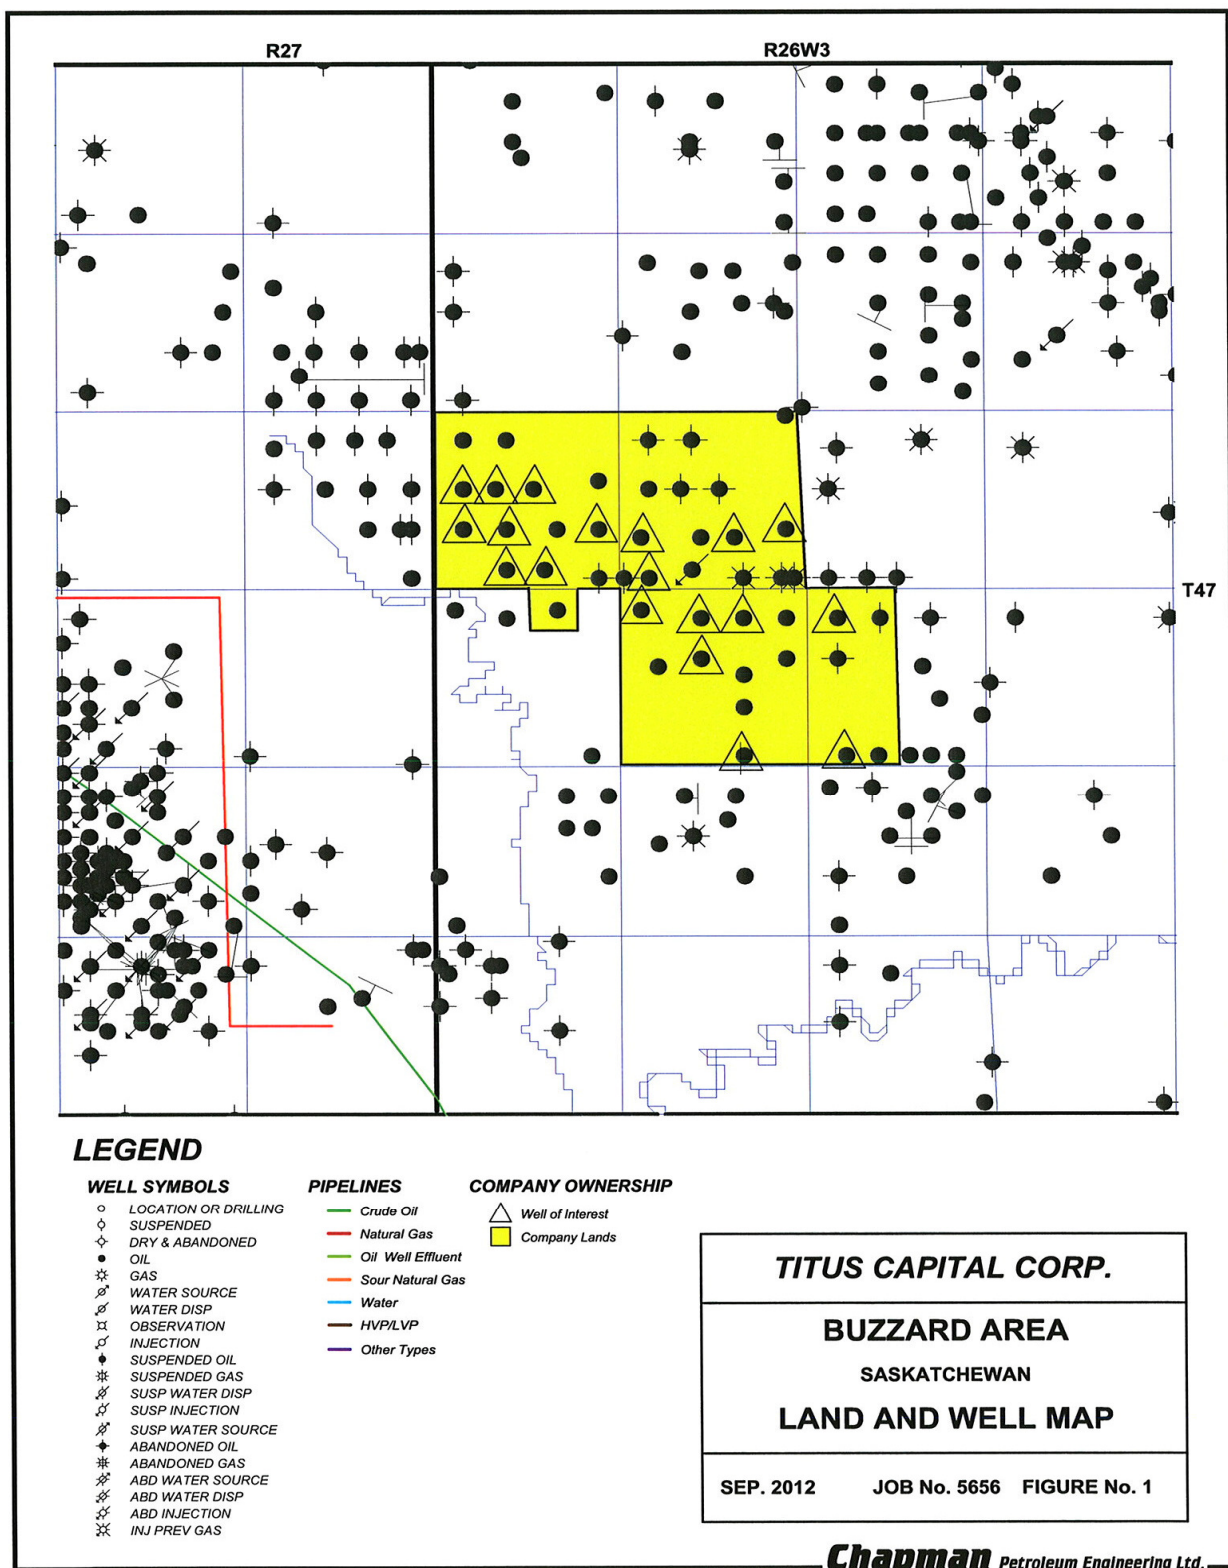 R27 R26W3
T47
LEGEND
WELL SYMBOLS
LOCATION OR DRILLING
SUSPENDED
DRY & ABANDONED
OIL
GAS
WATER SOURCE
WATER DISP
OBSERVATION
INJECTION
SUSPENDED OIL
SUSPENDED GAS
SUSP WATER DISP
SUSP INJECTION
SUSP WATER SOURCE
ABANDONED OIL
ABANDONED GAS
ABD WATER SOURCE
ABD WATER DISP
ABD INJECTION
INJ PREV GAS
PIPELINES
Crude Oil
Natural Gas
Oil Well Effluent
Sour Natural Gas
Water
HVP/LVP
Other Types
COMPANY OWNERSHIP
Well of Interest
Company Lands
TITUS CAPITAL CORP.
BUZZARD AREA
SASKATCHEWAN
LAND AND WELL MAP
SEP. 2012 JOB No. 5656 FIGURE No. 1
Chapman Petroleum Engineering Ltd.